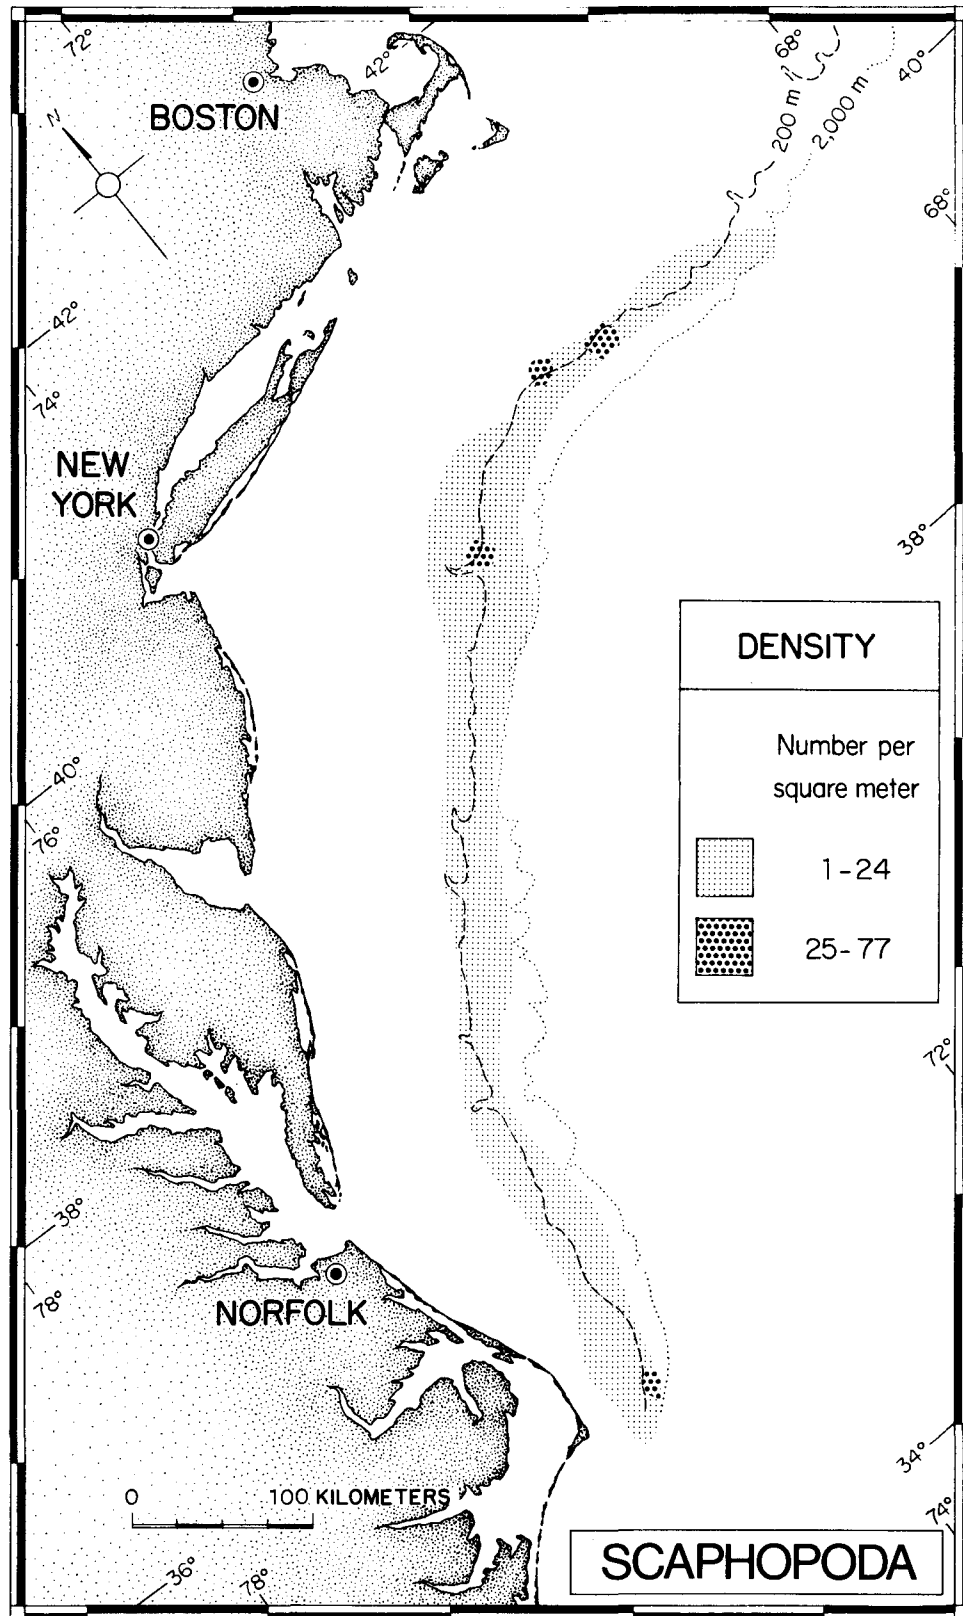 72°
42°
68°
40°
BOSTON
N
200 m
2,000 m
68°
42°
74°
NEW
YORK
38°
DENSITY
Number per
square meter
1-24
25-77
40°
76°
72°
38°
78°
NORFOLK
34°
74°
0 100 KILOMETERS
SCAPHOPODA
36°
78°